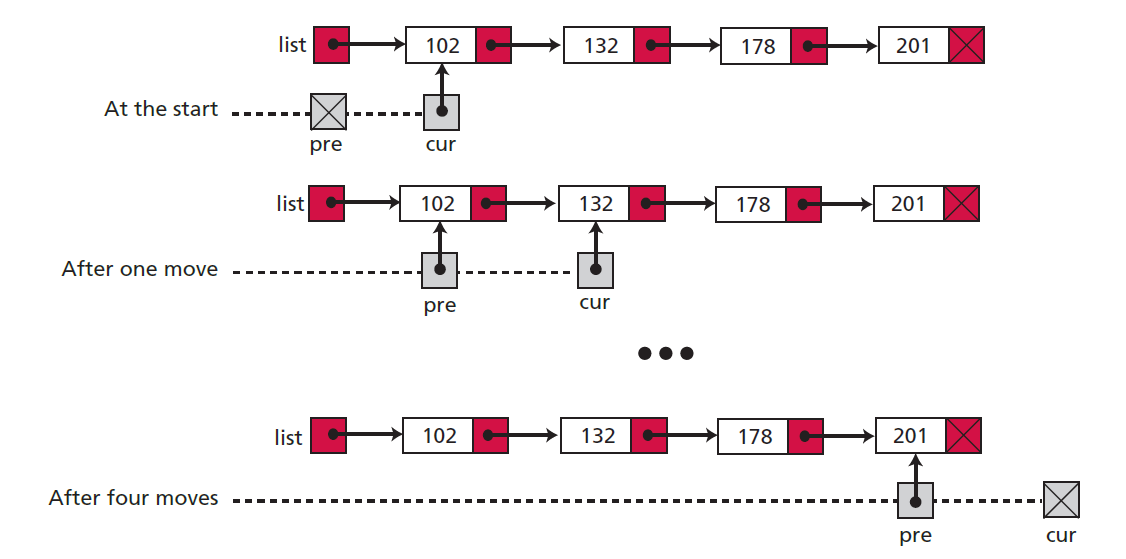 list 102 132 178 201
At the start
pre cur
list 102 132 178 201
After one move
pre cur
list 102 132 178 201
After four moves
pre cur